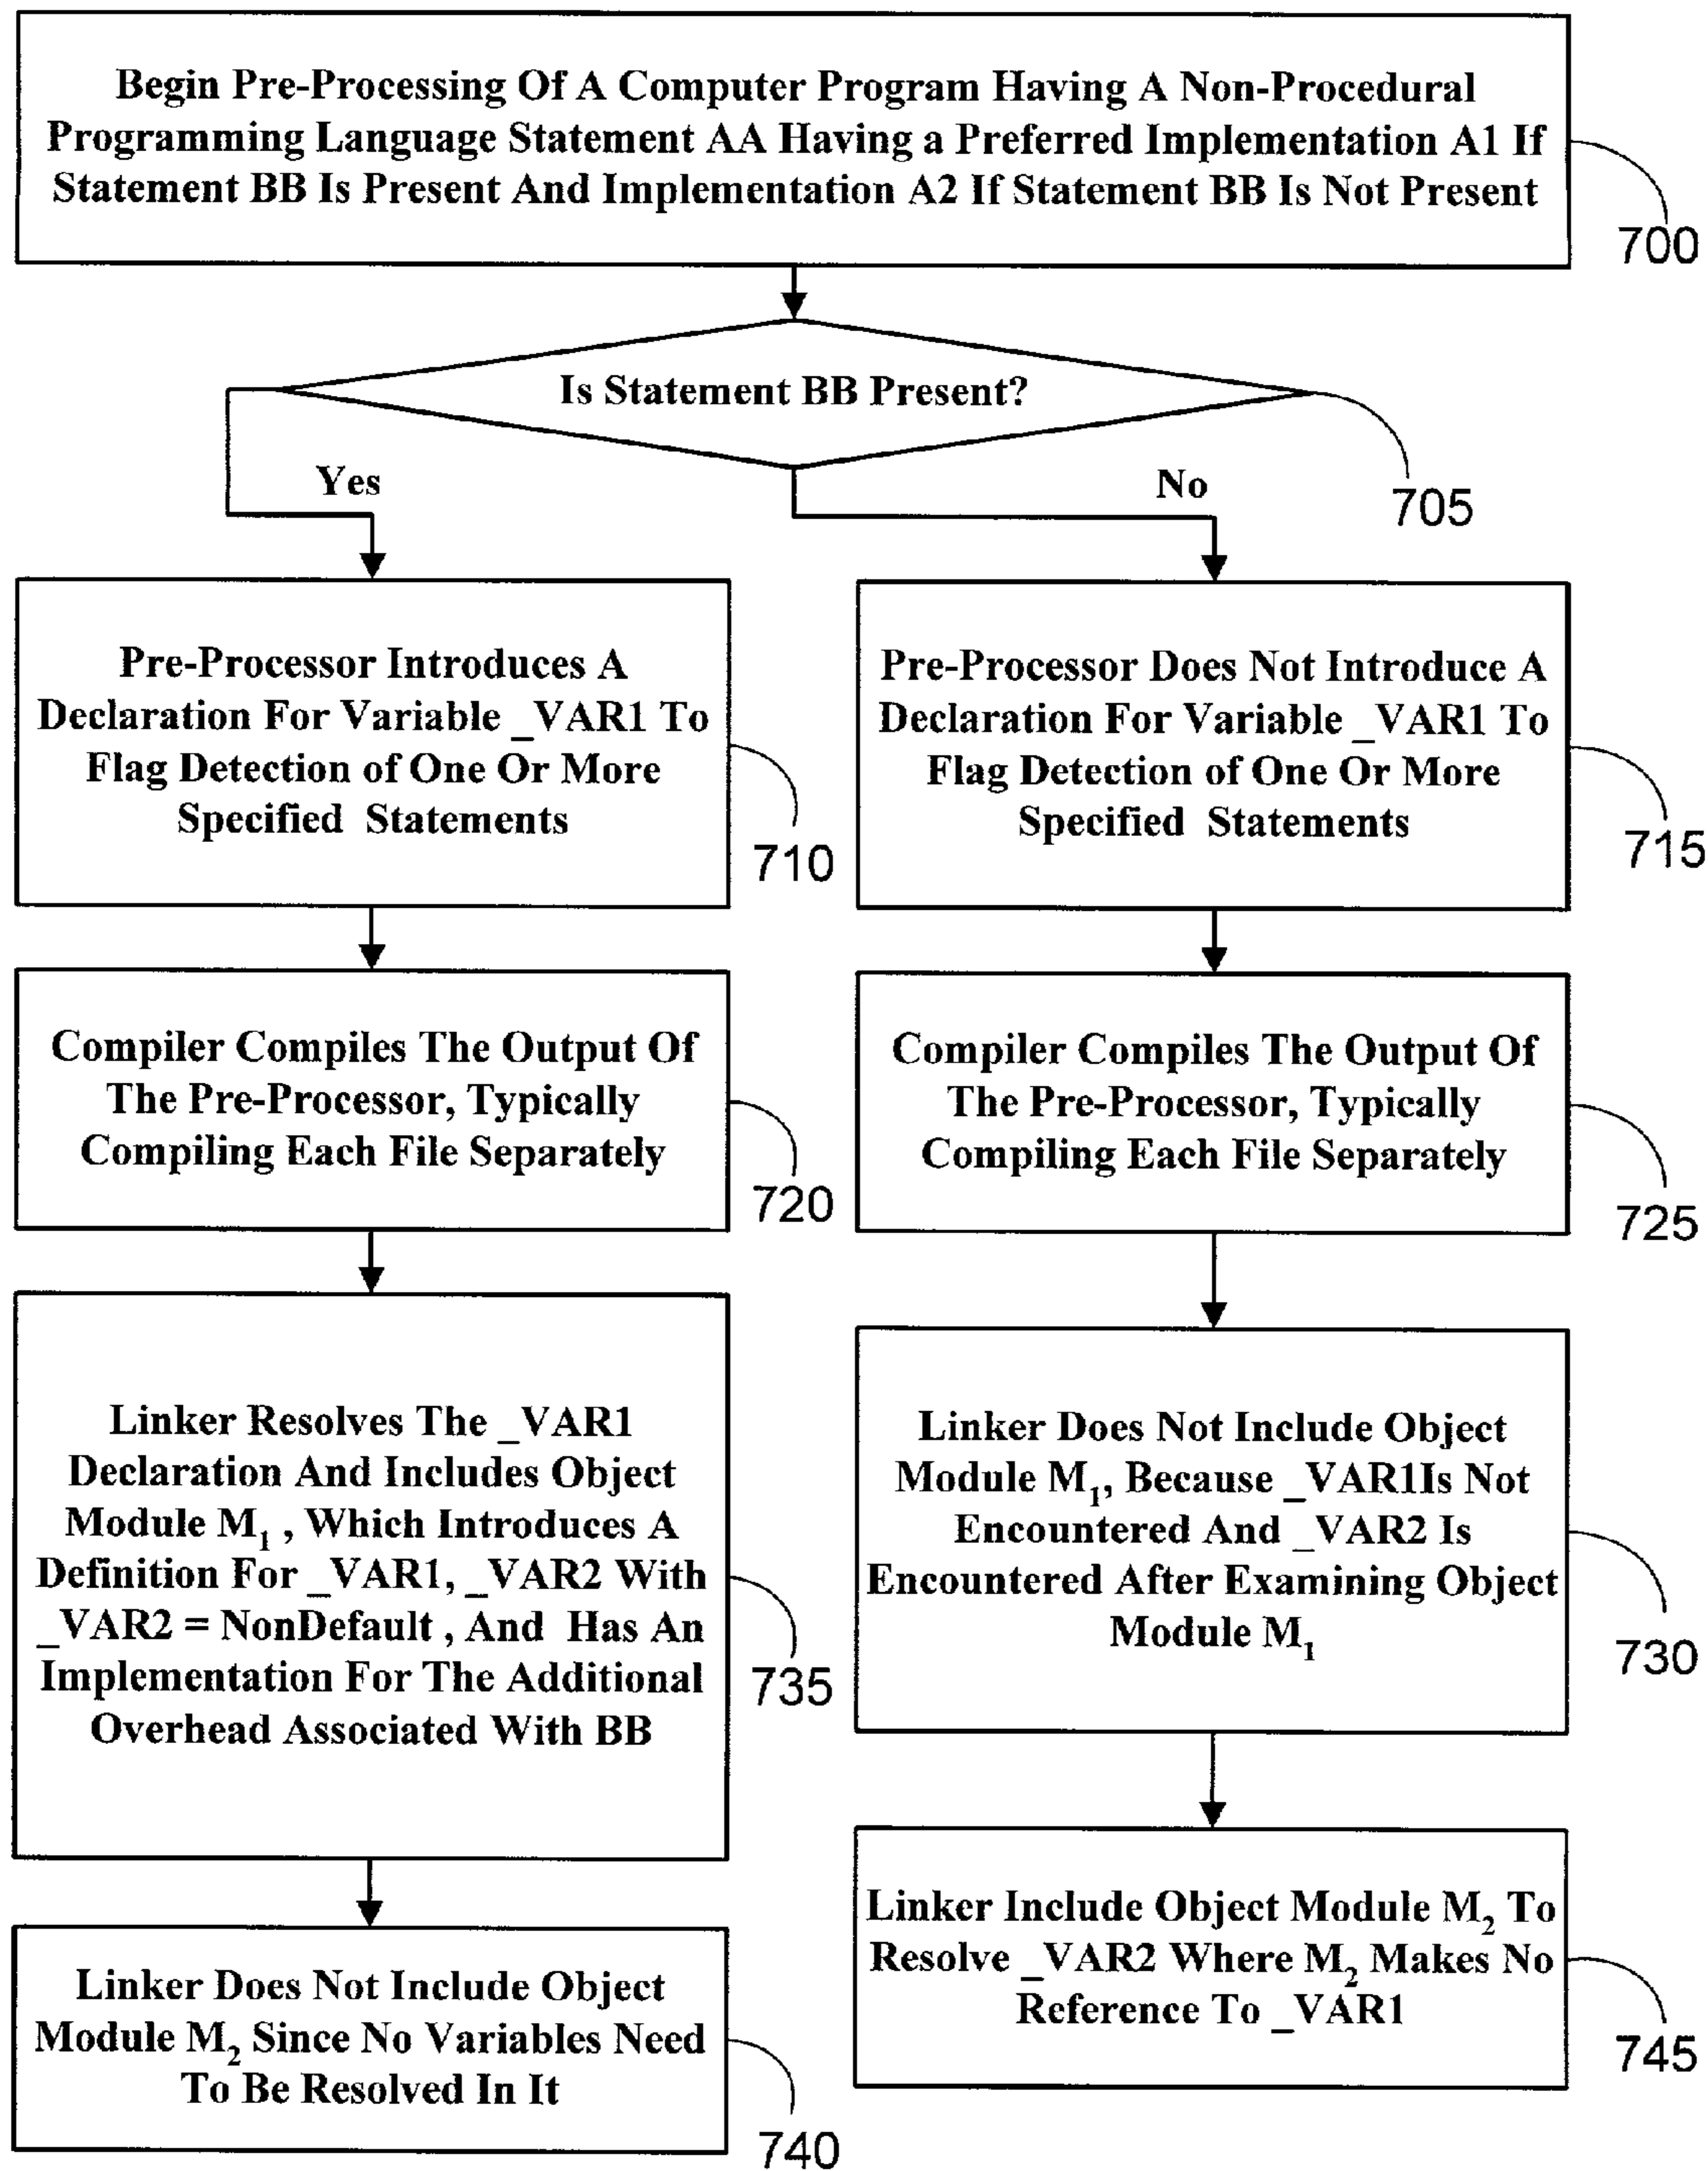 Begin Pre-Processing Of A Computer Program Having A Non-Procedural
Programming Language Statement AA Having a Preferred Implementation A1 If
Statement BB Is Present And Implementation A2 If Statement BB Is Not Present
700
Is Statement BB Present?
705
Yes
No
Pre-Processor Introduces A
Declaration For Variable _VAR1 To
Flag Detection of One Or More
Specified Statements
710
Pre-Processor Does Not Introduce A
Declaration For Variable _VAR1 To
Flag Detection of One Or More
Specified Statements
715
Compiler Compiles The Output Of
The Pre-Processor, Typically
Compiling Each File Separately
720
Compiler Compiles The Output Of
The Pre-Processor, Typically
Compiling Each File Separately
725
Linker Resolves The _VAR1
Declaration And Includes Object
Module M₁ , Which Introduces A
Definition For _VAR1, _VAR2 With
_VAR2 = NonDefault , And Has An
Implementation For The Additional
Overhead Associated With BB
735
Linker Does Not Include Object
Module M₁, Because _VAR1Is Not
Encountered And _VAR2 Is
Encountered After Examining Object
Module M₁
730
Linker Does Not Include Object
Module M₂ Since No Variables Need
To Be Resolved In It
740
Linker Include Object Module M₂ To
Resolve _VAR2 Where M₂ Makes No
Reference To _VAR1
745